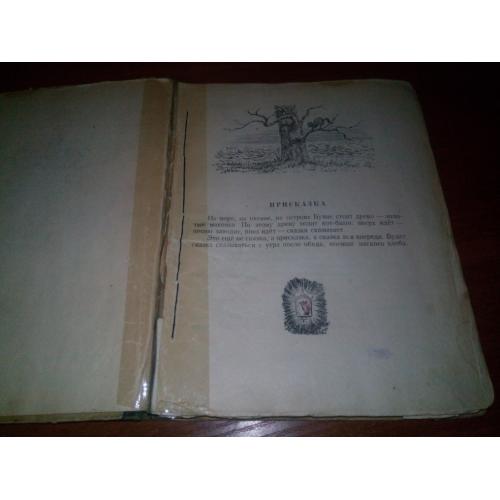 ПРИСКАЗКА
На море, на океане, на острове Буяне стоит древо — золо-
тые маковки. По этому древу ходит кот-баюн: вверх идёт —
песню заводит, вниз идёт — сказки сказывает.
Это ещё не сказка, а присказка, а сказка вся впереди. Будет
сказка сказываться с утра после обеда, поевши мягкого хлеба.